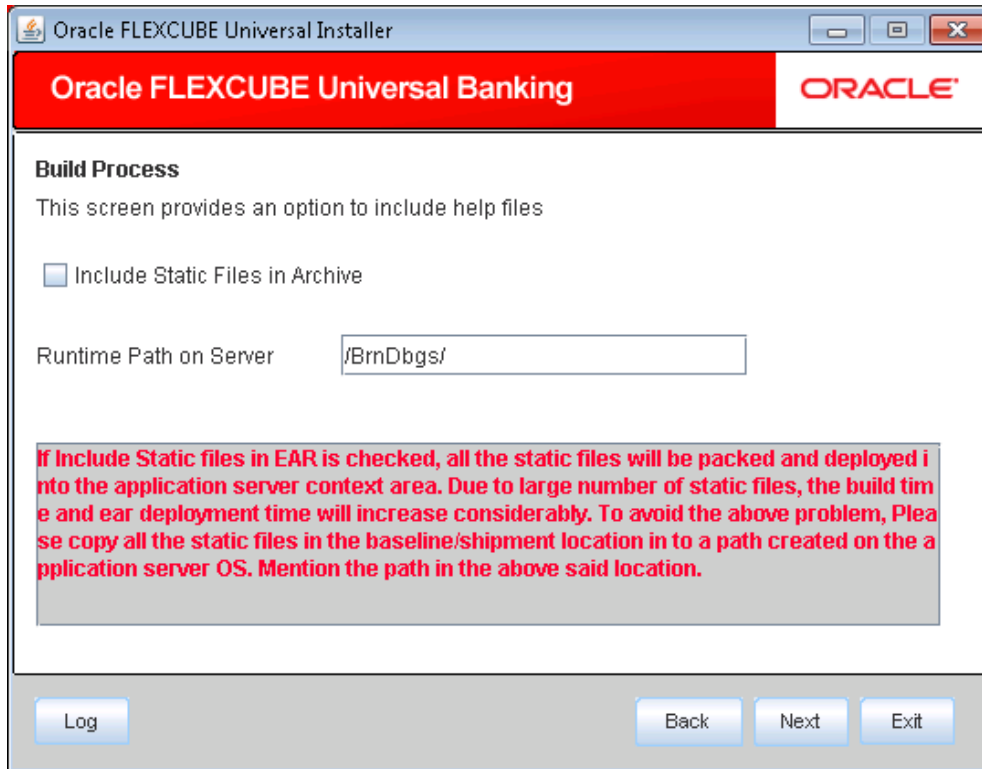 Oracle FLEXCUBE Universal Installer
Oracle FLEXCUBE Universal Banking
ORACLE
Build Process
This screen provides an option to include help files
Include Static Files in Archive
Runtime Path on Server
/BrnDbgs/
If Include Static files in EAR is checked, all the static files will be packed and deployed i
nto the application server context area. Due to large number of static files, the build tim
e and ear deployment time will increase considerably. To avoid the above problem, Plea
se copy all the static files in the baseline/shipment location in to a path created on the a
pplication server OS. Mention the path in the above said location.
Log
Back
Next
Exit